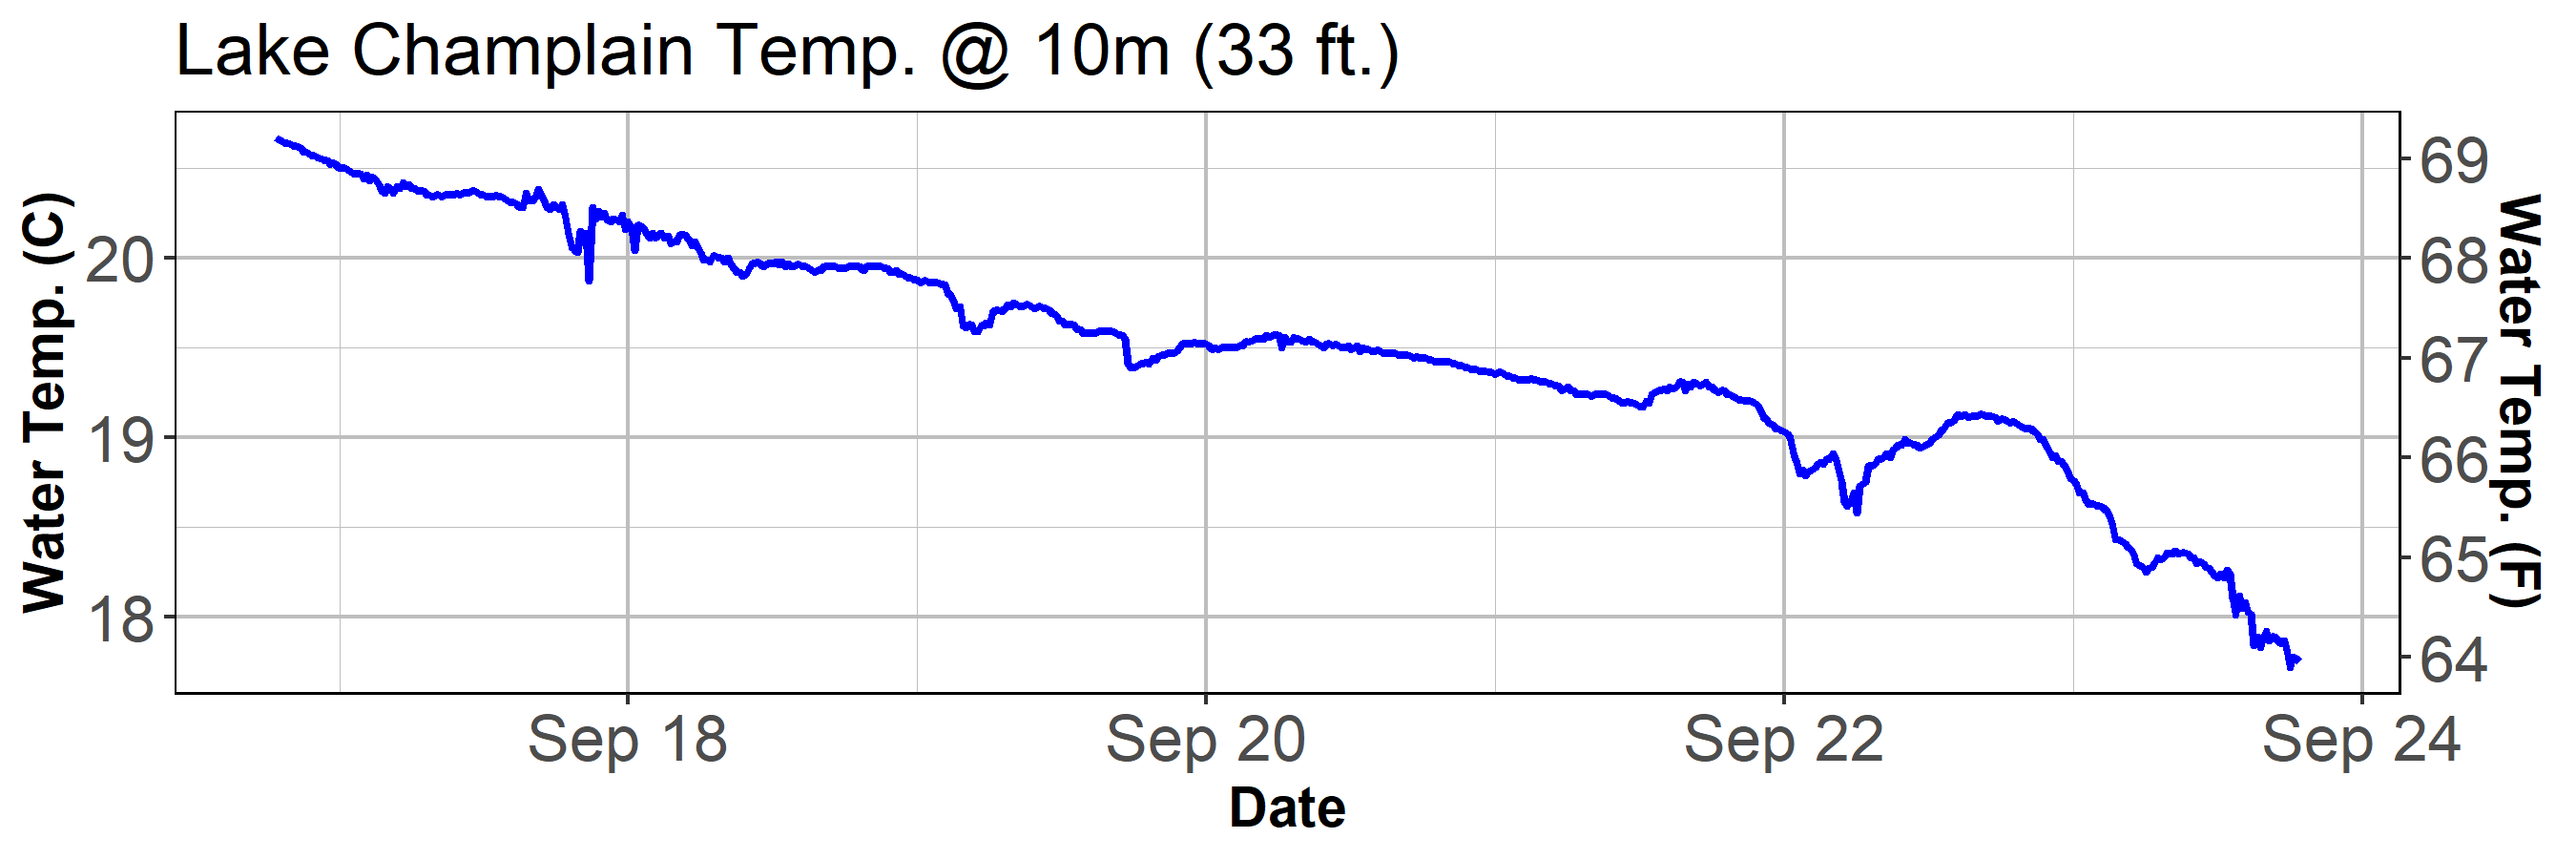 Lake Champlain Temp. @ 10m (33 ft.)
Water Temp. (C)
20
19
18
69
68
67
66
65
64
Water Temp. (F)
Sep 18 Sep 20 Sep 22 Sep 24
Date